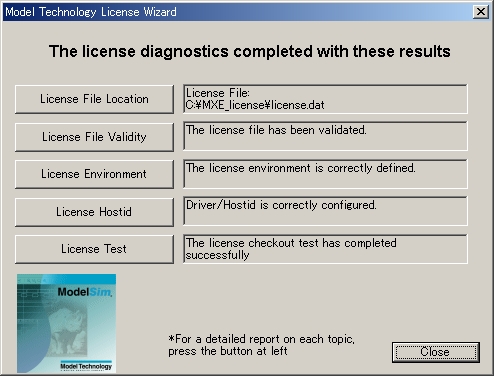 Model Technology License Wizard
The license diagnostics completed with these results
License File Location
License File:
C:¥MXE_license¥license.dat
License File Validity
The license file has been validated.
License Environment
The license environment is correctly defined.
License Hostid
Driver/Hostid is correctly configured.
License Test
The license checkout test has completed
successfully
ModelSim
Model Technology
*For a detailed report on each topic,
press the button at left
Close